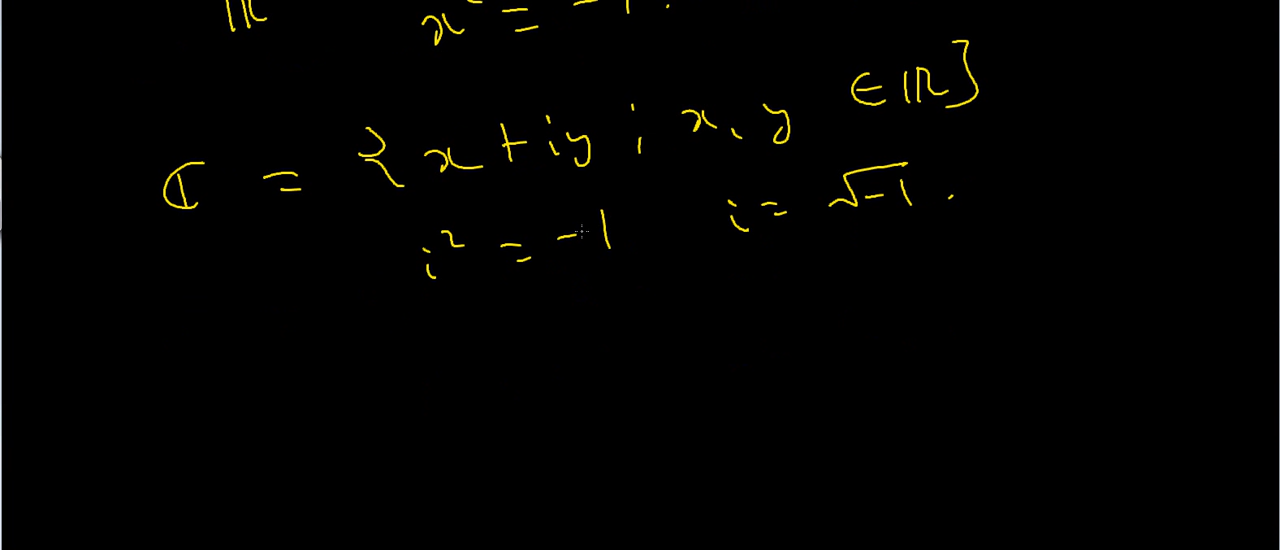 ℝ x² = -1.
ℂ = {x + iy ; x, y ∈ ℝ}
i² = -1 i = √-1.